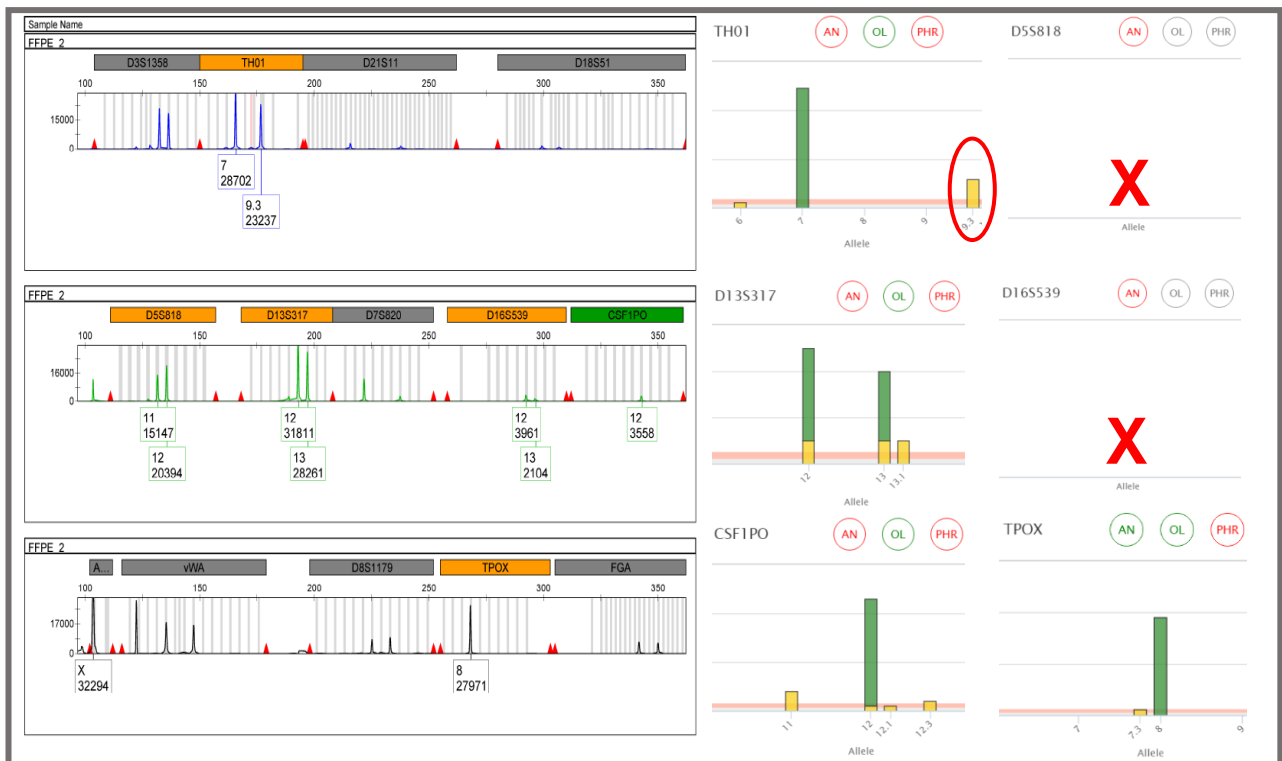 Sample Name
FFPE_2
D3S1358 TH01 D21S11 D18S51
100 150 200 250 300 350
15000
0
7
28702
9.3
23237
FFPE_2
D5S818 D13S317 D7S820 D16S539 CSF1PO
100 150 200 250 300 350
16000
0
11
15147
12
20394
12
31811
13
28261
12
3961
13
2104
12
3558
FFPE_2
A... vWA D8S1179 TPOX FGA
100 150 200 250 300 350
17000
0
X
32294
8
27971
TH01 AN OL PHR
6 7 8 9 9.3
Allele
D5S818 AN OL PHR
X
Allele
D13S317 AN OL PHR
12 13 13.1
Allele
D16S539 AN OL PHR
X
Allele
CSF1PO AN OL PHR
11 12 12.1 12.3
Allele
TPOX AN OL PHR
7 7.3 8 9
Allele